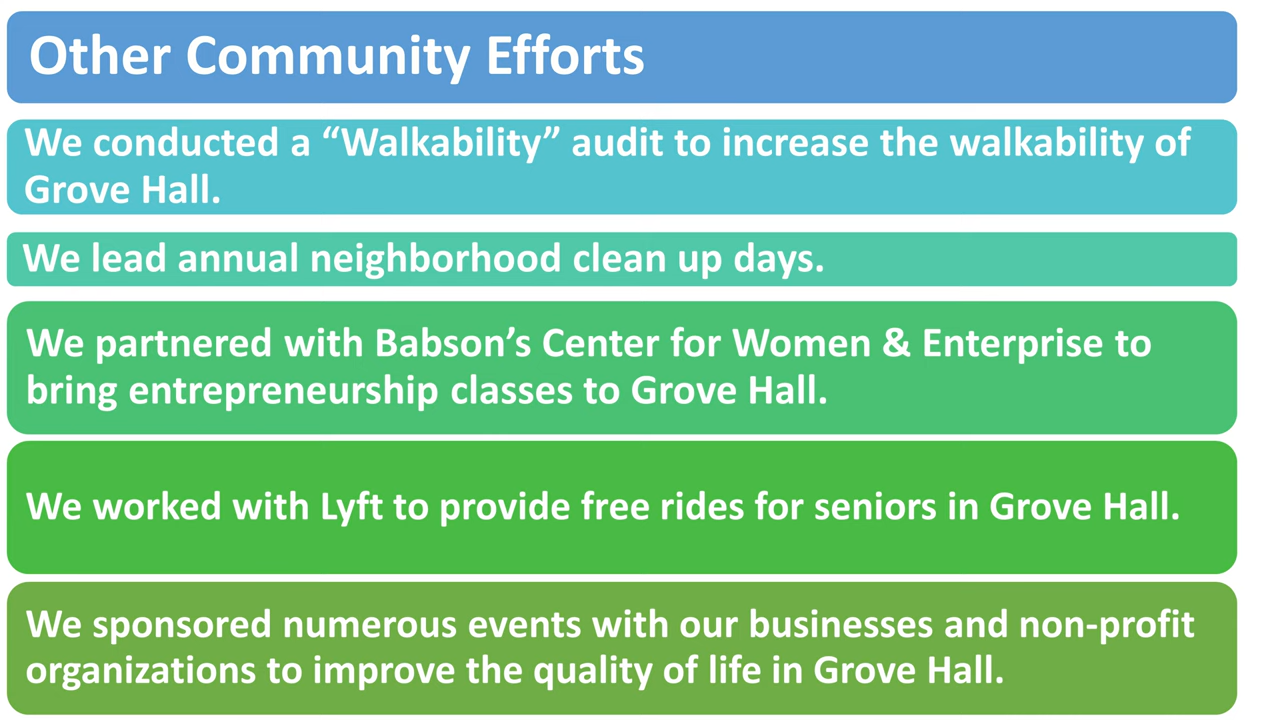 Other Community Efforts
We conducted a “Walkability” audit to increase the walkability of
Grove Hall.
We lead annual neighborhood clean up days.
We partnered with Babson’s Center for Women & Enterprise to
bring entrepreneurship classes to Grove Hall.
We worked with Lyft to provide free rides for seniors in Grove Hall.
We sponsored numerous events with our businesses and non-profit
organizations to improve the quality of life in Grove Hall.